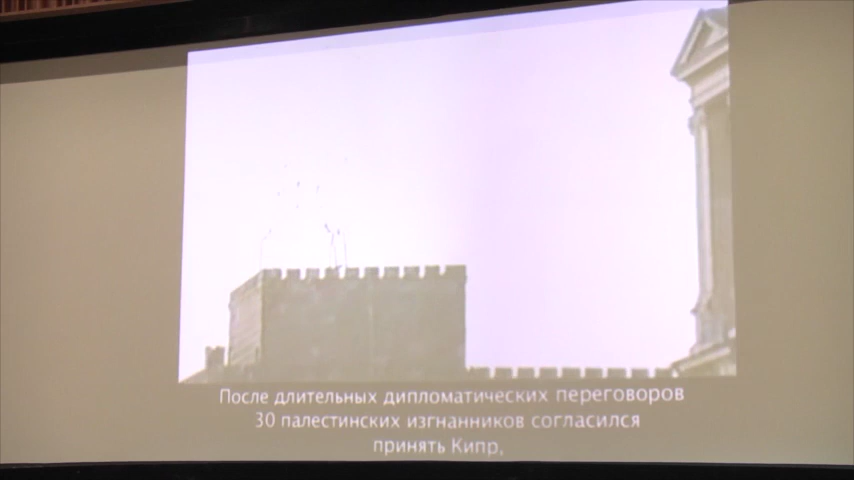 После длительных дипломатических переговоров
30 палестинских изгнанников согласился
принять Кипр,